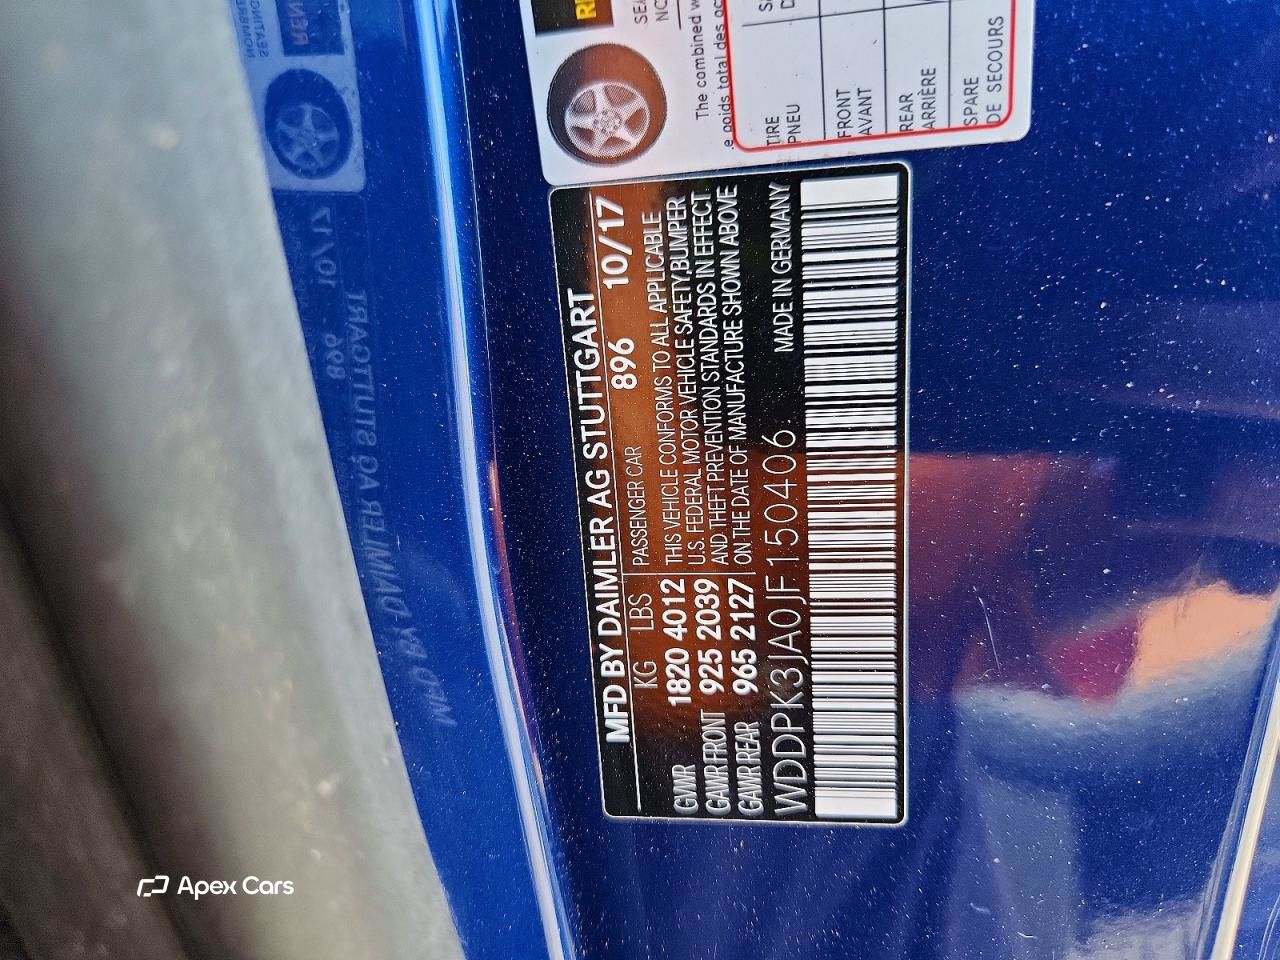 MFD BY DAIMLER AG STUTTGART
KG LBS PASSENGER CAR 896 10/17
GVWR 1820 4012 THIS VEHICLE CONFORMS TO ALL APPLICABLE
GAWR FRONT 925 2039 U.S. FEDERAL MOTOR VEHICLE SAFETY,BUMPER
GAWR REAR 965 2127 AND THEFT PREVENTION STANDARDS IN EFFECT
ON THE DATE OF MANUFACTURE SHOWN ABOVE
WDDPK3JA0JF150406 MADE IN GERMANY
The combined
poids total des
TIRE
PNEU
FRONT
AVANT
REAR
ARRIÈRE
SPARE
DE SECOURS
Apex Cars